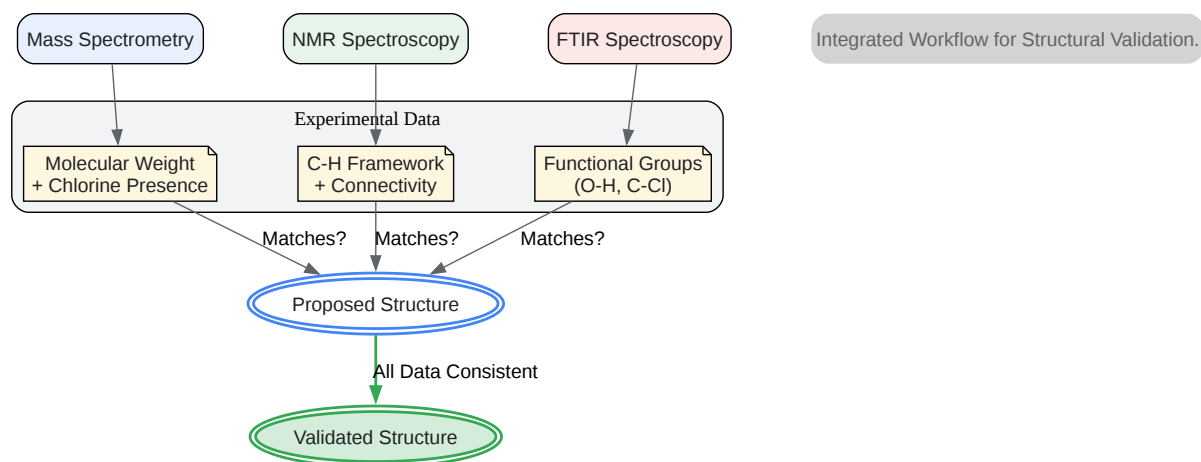 Mass Spectrometry
NMR Spectroscopy
FTIR Spectroscopy
Integrated Workflow for Structural Validation.
Experimental Data
Molecular Weight
+ Chlorine Presence
C-H Framework
+ Connectivity
Functional Groups
(O-H, C-Cl)
Matches?
Matches?
Matches?
Proposed Structure
All Data Consistent
Validated Structure